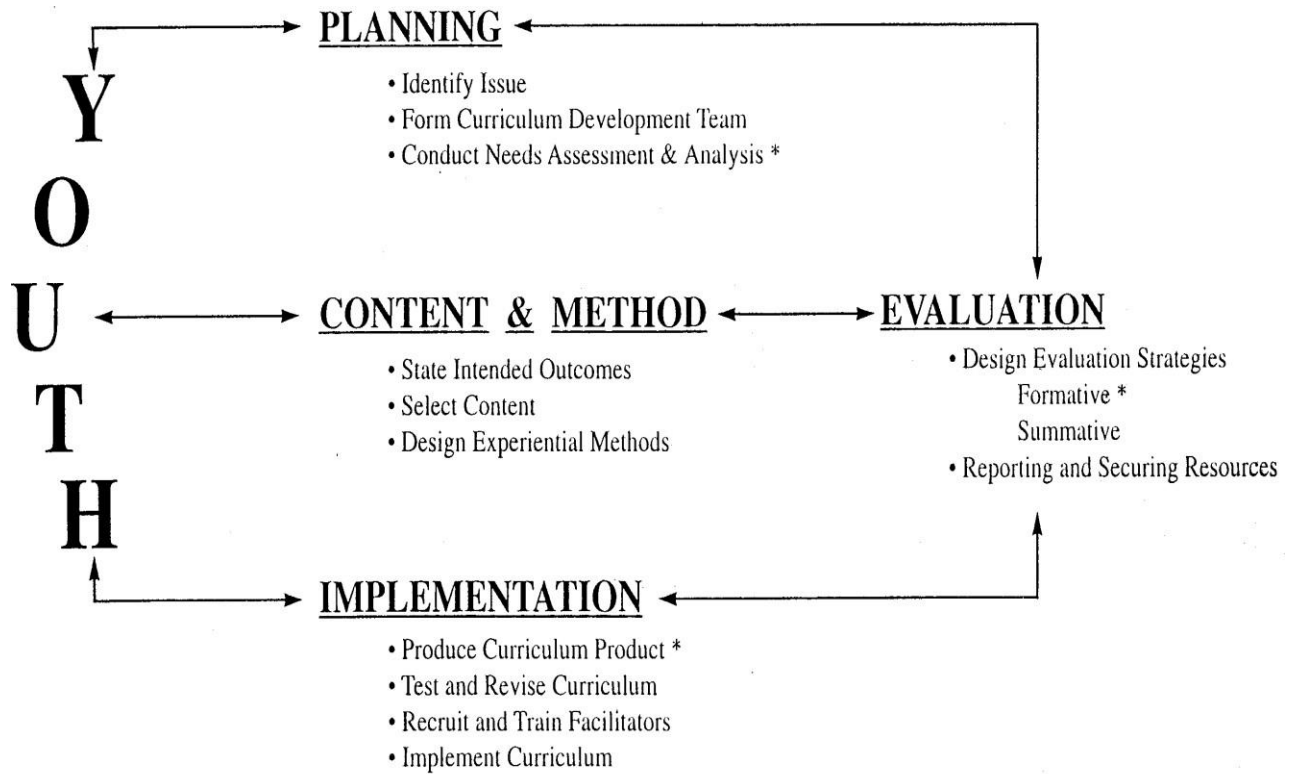 YOUTH
PLANNING
• Identify Issue
• Form Curriculum Development Team
• Conduct Needs Assessment & Analysis *
CONTENT & METHOD
• State Intended Outcomes
• Select Content
• Design Experiential Methods
EVALUATION
• Design Evaluation Strategies
Formative *
Summative
• Reporting and Securing Resources
IMPLEMENTATION
• Produce Curriculum Product *
• Test and Revise Curriculum
• Recruit and Train Facilitators
• Implement Curriculum